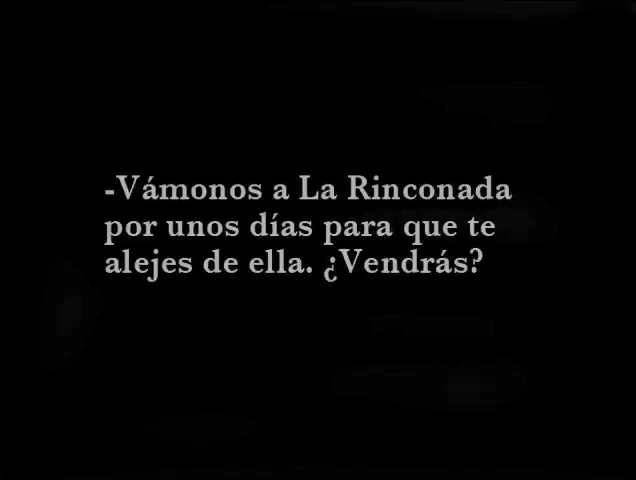 -Vámonos a La Rinconada
por unos días para que te
alejes de ella. ¿Vendrás?